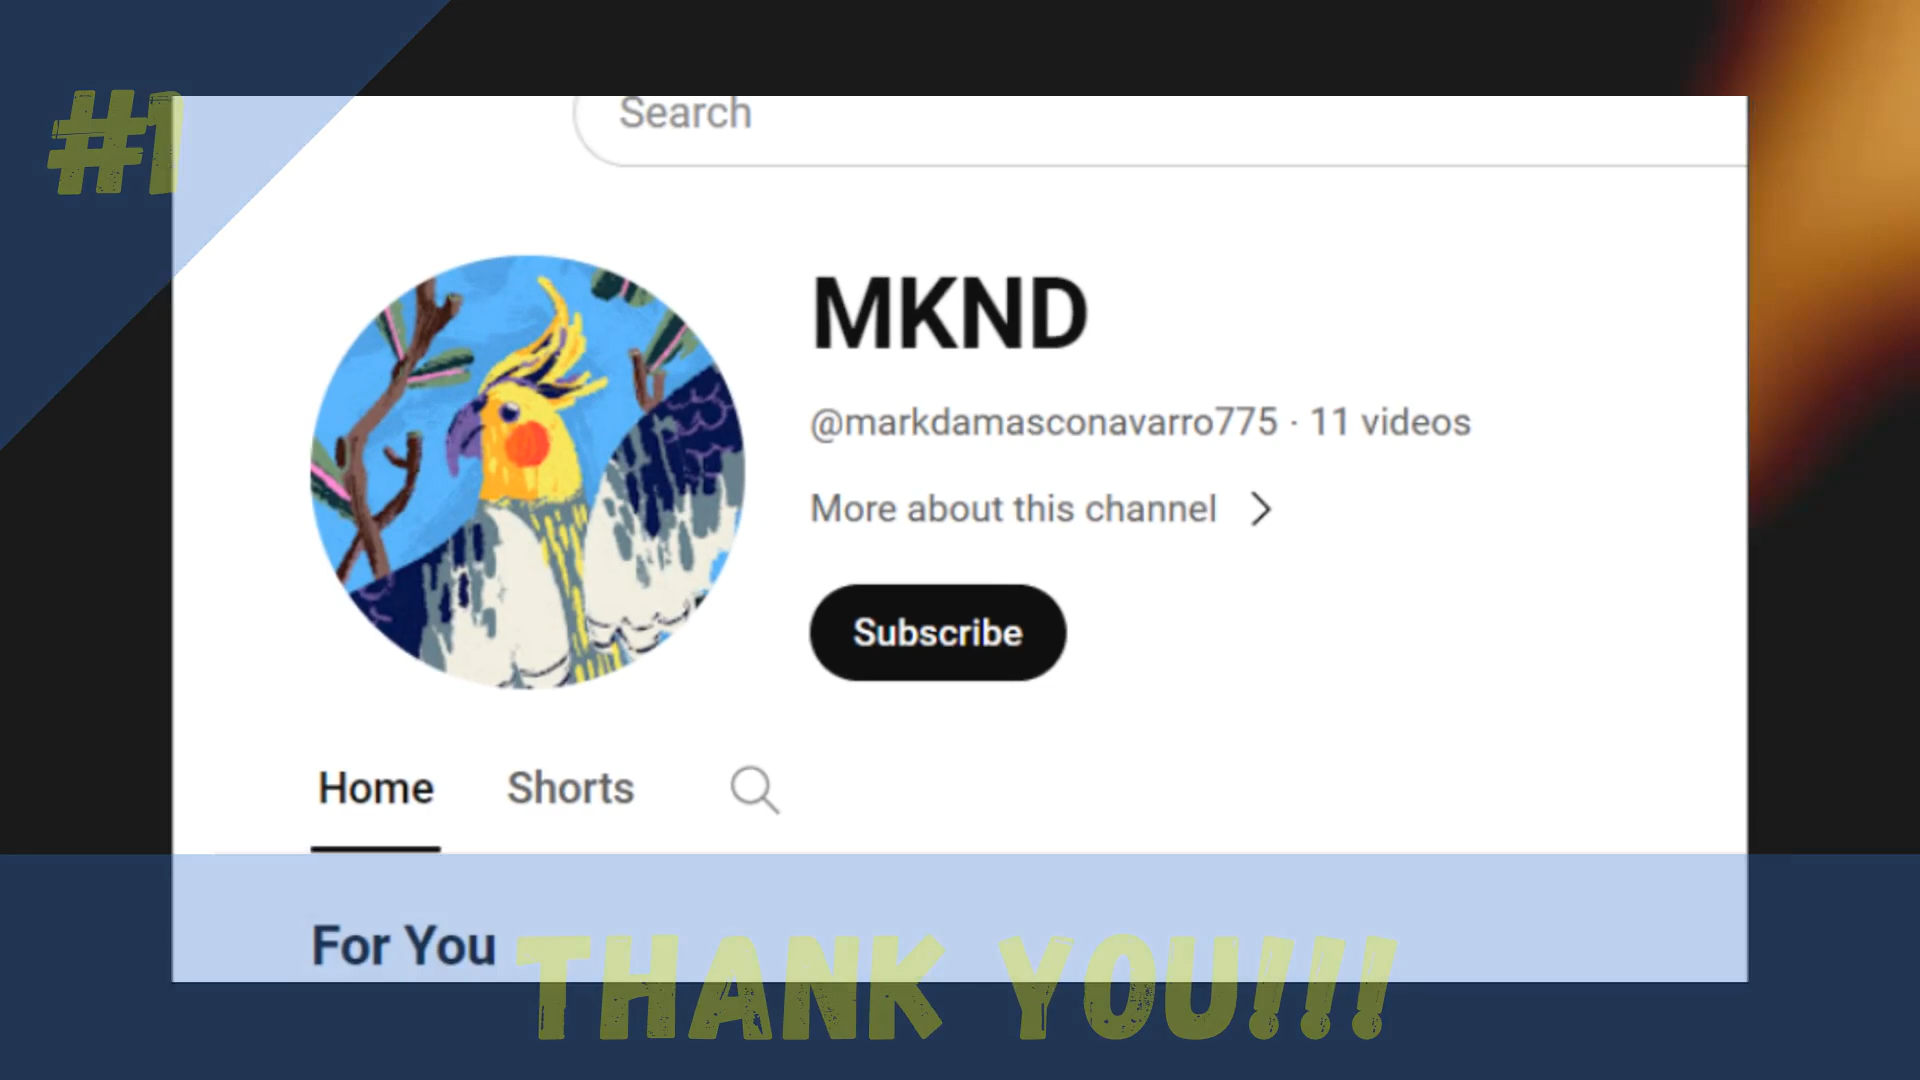 #1
Search
MKND
@markdamasconavarro775 · 11 videos
More about this channel
Subscribe
Home Shorts
For You
THANK YOU!!!